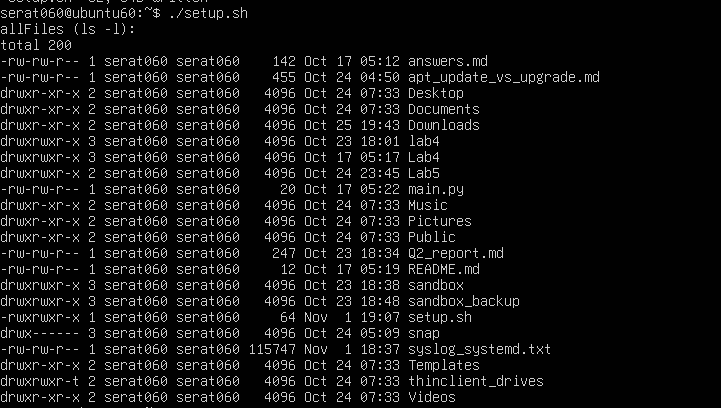 serat060@ubuntu60:~$ ./setup.sh
allFiles (ls -l):
total 200
-rw-rw-r-- 1 serat060 serat060    142 Oct 17 05:12 answers.md
-rw-rw-r-- 1 serat060 serat060    455 Oct 24 04:50 apt_update_vs_upgrade.md
drwxr-xr-x 2 serat060 serat060   4096 Oct 24 07:33 Desktop
drwxr-xr-x 2 serat060 serat060   4096 Oct 24 07:33 Documents
drwxr-xr-x 2 serat060 serat060   4096 Oct 25 19:43 Downloads
drwxrwxr-x 3 serat060 serat060   4096 Oct 23 18:01 lab4
drwxrwxr-x 2 serat060 serat060   4096 Oct 17 05:17 Lab4
drwxrwxr-x 2 serat060 serat060   4096 Oct 24 23:45 Lab5
-rw-rw-r-- 1 serat060 serat060     20 Oct 17 05:22 main.py
drwxr-xr-x 2 serat060 serat060   4096 Oct 24 07:33 Music
drwxr-xr-x 2 serat060 serat060   4096 Oct 24 07:33 Pictures
drwxr-xr-x 2 serat060 serat060   4096 Oct 24 07:33 Public
-rw-rw-r-- 1 serat060 serat060    247 Oct 23 18:34 Q2_report.md
-rw-rw-r-- 1 serat060 serat060     12 Oct 17 05:19 README.md
drwxrwxr-x 3 serat060 serat060   4096 Oct 23 18:38 sandbox
drwxrwxr-x 3 serat060 serat060   4096 Oct 23 18:48 sandbox_backup
-rwxrwxr-x 1 serat060 serat060     64 Nov  1 19:07 setup.sh
drwx------ 3 serat060 serat060   4096 Oct 24 05:09 snap
-rw-rw-r-- 1 serat060 serat060 115747 Nov  1 18:37 syslog_systemd.txt
drwxr-xr-x 2 serat060 serat060   4096 Oct 24 07:33 Templates
drwxrwxr-t 2 serat060 serat060   4096 Oct 24 07:33 thinclient_drives
drwxr-xr-x 2 serat060 serat060   4096 Oct 24 07:33 Videos